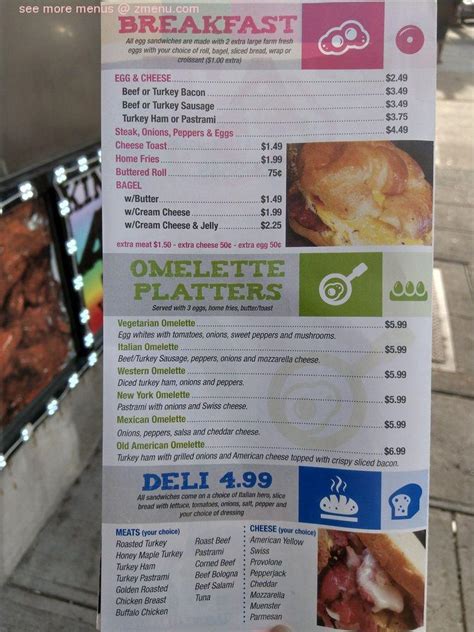 see more menus @ zmenu.com
BREAKFAST
All egg sandwiches are made with 2 extra large farm fresh
eggs with your choice of roll, bagel, sliced bread, wrap or
croissant ($1.00 extra)
EGG & CHEESE $2.49
Beef or Turkey Bacon $3.49
Beef or Turkey Sausage $3.49
Turkey Ham or Pastrami $3.75
Steak, Onions, Peppers & Eggs $4.49
Cheese Toast $1.49
Home Fries $1.99
Buttered Roll 75¢
BAGEL
w/Butter $1.49
w/Cream Cheese $1.99
w/Cream Cheese & Jelly $2.25
extra meat $1.50 - extra cheese 50¢ - extra egg 50¢
OMELETTE
PLATTERS
Served with 3 eggs, home fries, butter/toast
Vegetarian Omelette $5.99
Egg whites with tomatoes, onions, sweet peppers and mushrooms.
Italian Omelette $5.99
Beef/Turkey Sausage, peppers, onions and mozzarella cheese.
Western Omelette $5.99
Diced turkey ham, onions and peppers.
New York Omelette $5.99
Pastrami with onions and Swiss cheese.
Mexican Omelette $5.99
Onions, peppers, salsa and cheddar cheese.
Old American Omelette $6.99
Turkey ham with grilled onions and American cheese topped with crispy sliced bacon.
DELI 4.99
All sandwiches come on a choice of Italian hero, slice
bread with lettuce, tomatoes, onions, salt, pepper and
your choice of dressing
MEATS (your choice)
Roasted Turkey
Honey Maple Turkey
Turkey Ham
Turkey Pastrami
Golden Roasted
Chicken Breast
Buffalo Chicken
Roast Beef
Pastrami
Corned Beef
Beef Bologna
Beef Salami
Tuna
CHEESE (your choice)
American Yellow
Swiss
Provolone
Pepperjack
Cheddar
Mozzarella
Muenster
Parmesan